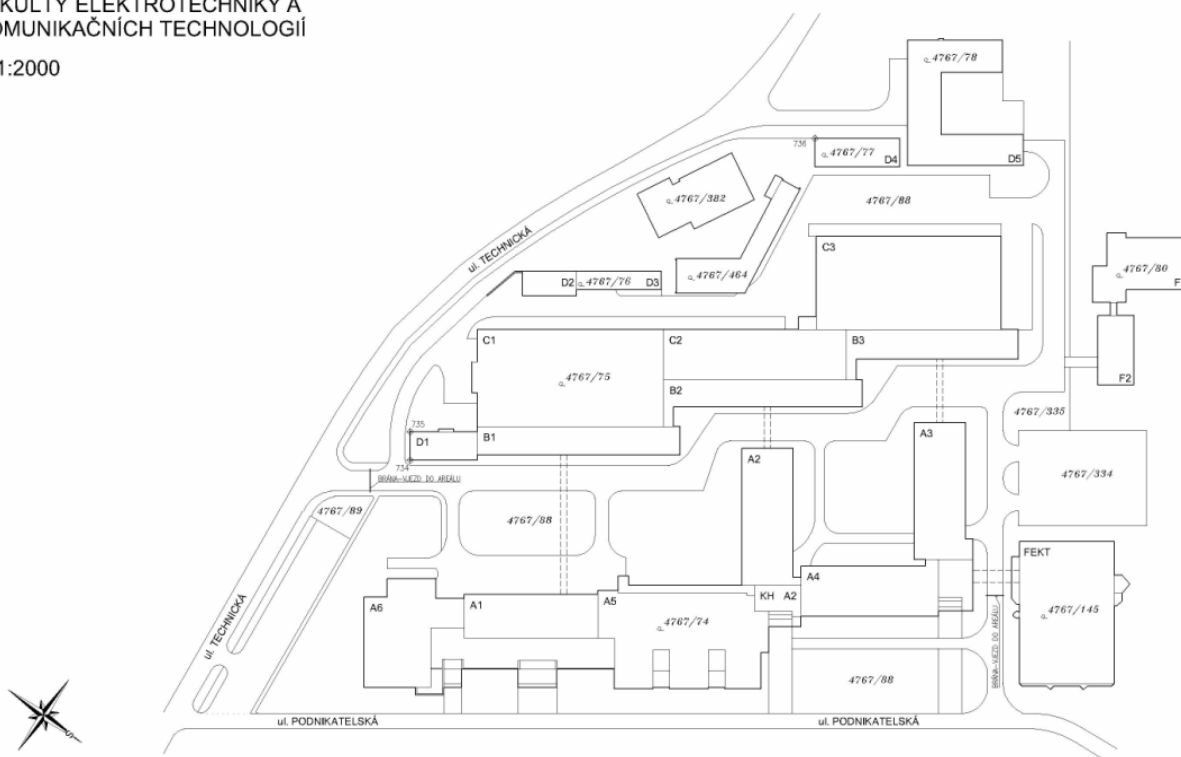 KULTY ELEKTROTECHNIKY A
OMUNIKAČNÍCH TECHNOLOGIÍ
1:2000
4767/78
736
4767/77
D4
D5
4767/382
4767/88
ul. TECHNICKÁ
C3
4767/464
D2
4767/76
D3
4767/80
F
C1
C2
B3
4767/75
B2
F2
735
D1
B1
734
4767/335
A3
A2
BRÁNA-VJEZD DO AREÁLU
4767/334
4767/89
4767/88
FEKT
A4
A6
A1
A5
KH
A2
4767/74
4767/145
ul. TECHNICKÁ
BRÁNA-VJEZD DO AREÁLU
4767/88
S
ul. PODNIKATELSKÁ
ul. PODNIKATELSKÁ